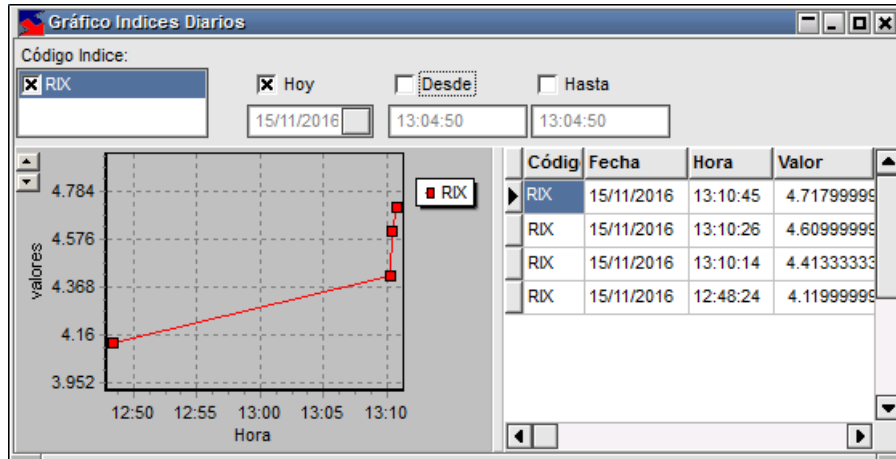 Gráfico Indices Diarios
Código Indice:
RIX
Hoy
Desde
Hasta
15/11/2016
13:04:50
13:04:50
4.784
4.576
4.368
4.16
3.952
valores
12:50 12:55 13:00 13:05 13:10
Hora
RIX
Códig Fecha Hora Valor
RIX 15/11/2016 13:10:45 4.71799999
RIX 15/11/2016 13:10:26 4.60999999
RIX 15/11/2016 13:10:14 4.41333333
RIX 15/11/2016 12:48:24 4.11999999